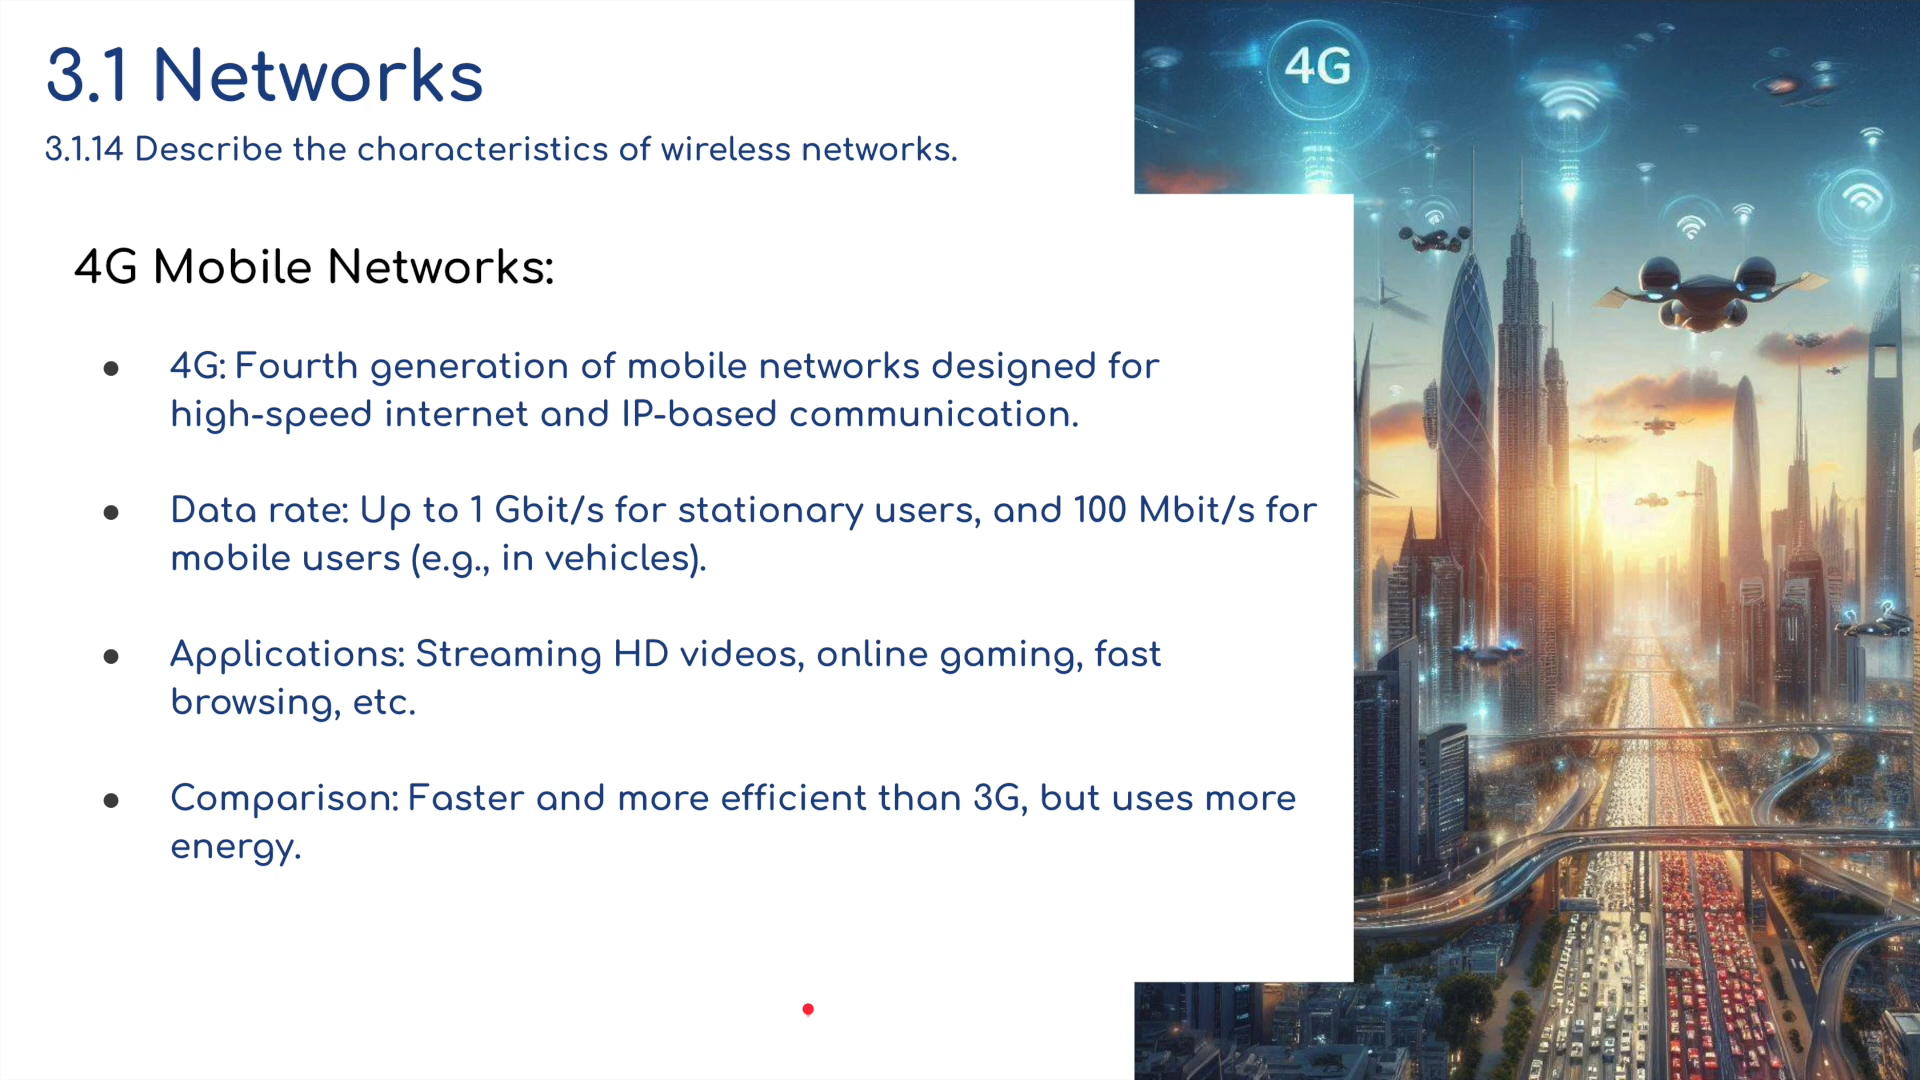 3.1 Networks
3.1.14 Describe the characteristics of wireless networks.
4G
4G Mobile Networks:
● 4G: Fourth generation of mobile networks designed for
high-speed internet and IP-based communication.
● Data rate: Up to 1 Gbit/s for stationary users, and 100 Mbit/s for
mobile users (e.g., in vehicles).
● Applications: Streaming HD videos, online gaming, fast
browsing, etc.
● Comparison: Faster and more efficient than 3G, but uses more
energy.